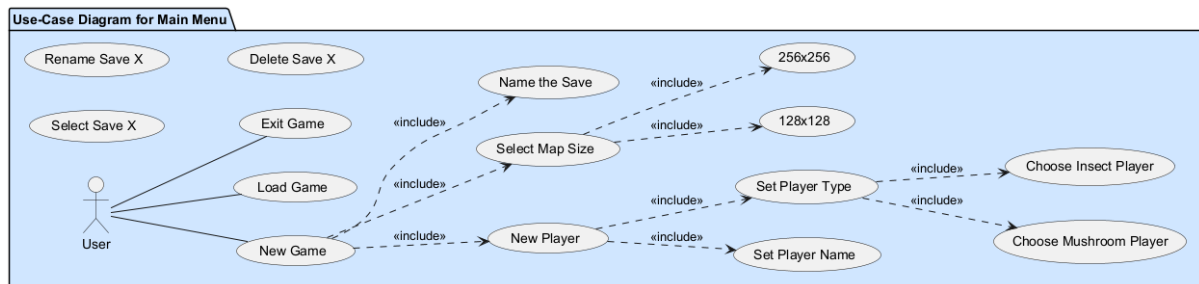 Use-Case Diagram for Main Menu
Rename Save X
Delete Save X
256x256
Name the Save
«include»
Select Save X
Exit Game
«include»
128x128
«include»
Select Map Size
«include»
Choose Insect Player
Load Game
«include»
Set Player Type
«include»
User
New Game
«include»
New Player
«include»
«include»
Set Player Name
«include»
Choose Mushroom Player